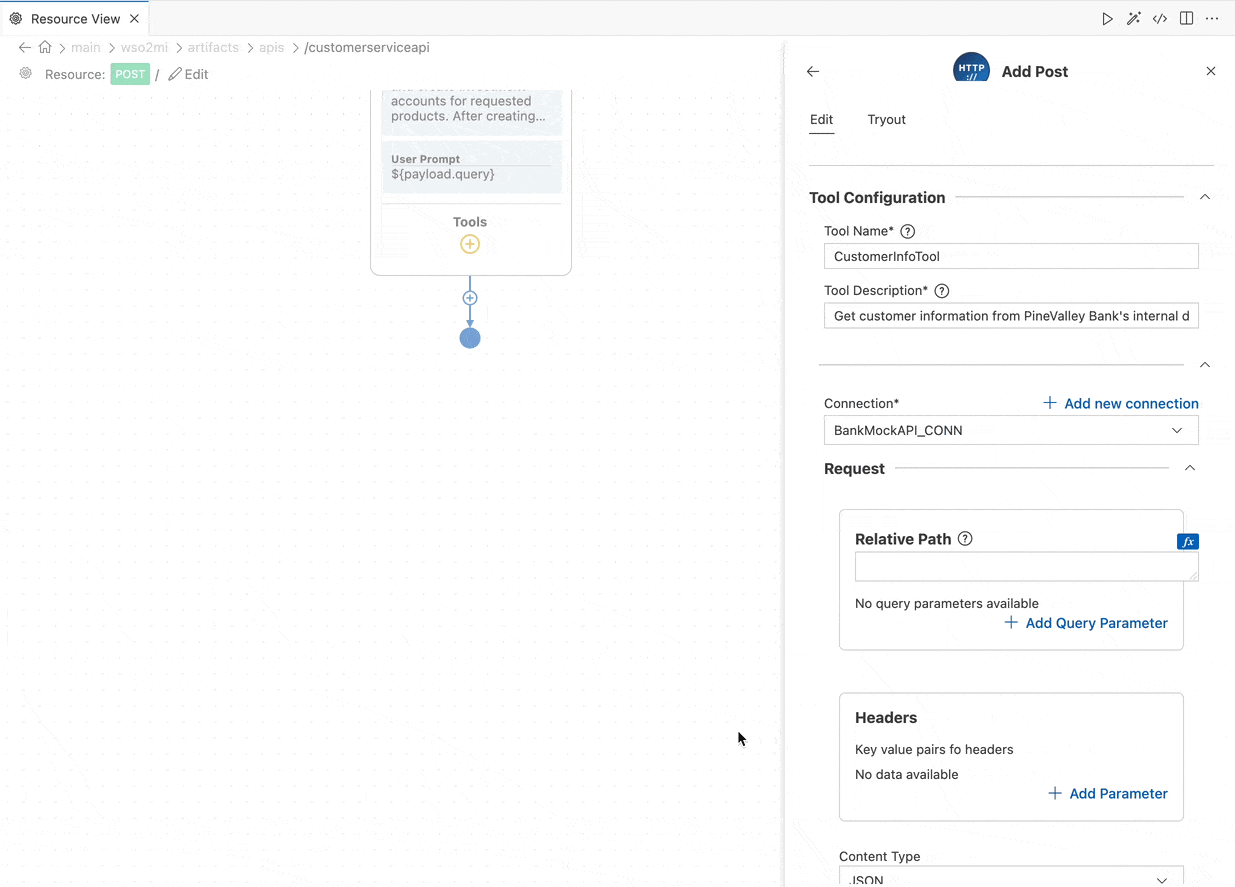 Resource View
main wso2mi artifacts apis /customerserviceapi
Resource: POST / Edit
and create investment
accounts for requested
products. After creating...
User Prompt
${payload.query}
Tools
HTTP
://
Add Post
Edit Tryout
Tool Configuration
Tool Name*
CustomerInfoTool
Tool Description*
Get customer information from PineValley Bank's internal d
Connection*
Add new connection
BankMockAPI_CONN
Request
Relative Path
fx
No query parameters available
Add Query Parameter
Headers
Key value pairs fo headers
No data available
Add Parameter
Content Type
JSON